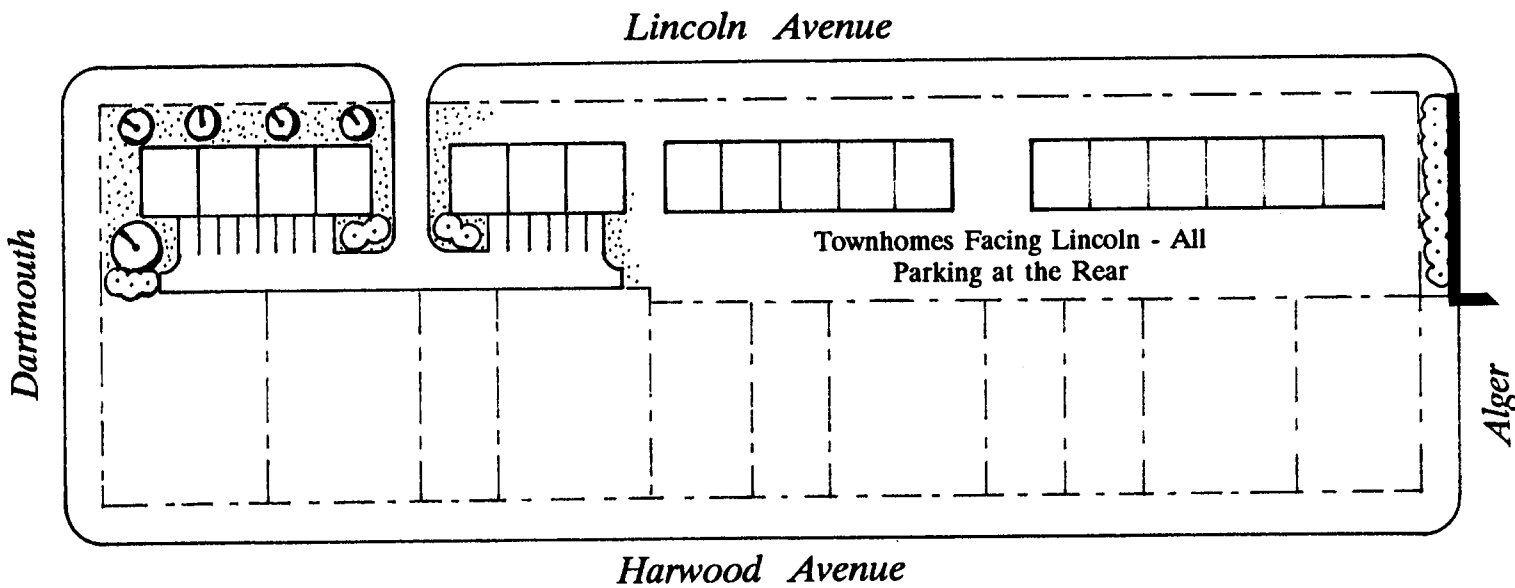 Lincoln Avenue
Dartmouth
Townhomes Facing Lincoln - All
Parking at the Rear
Alger
Harwood Avenue